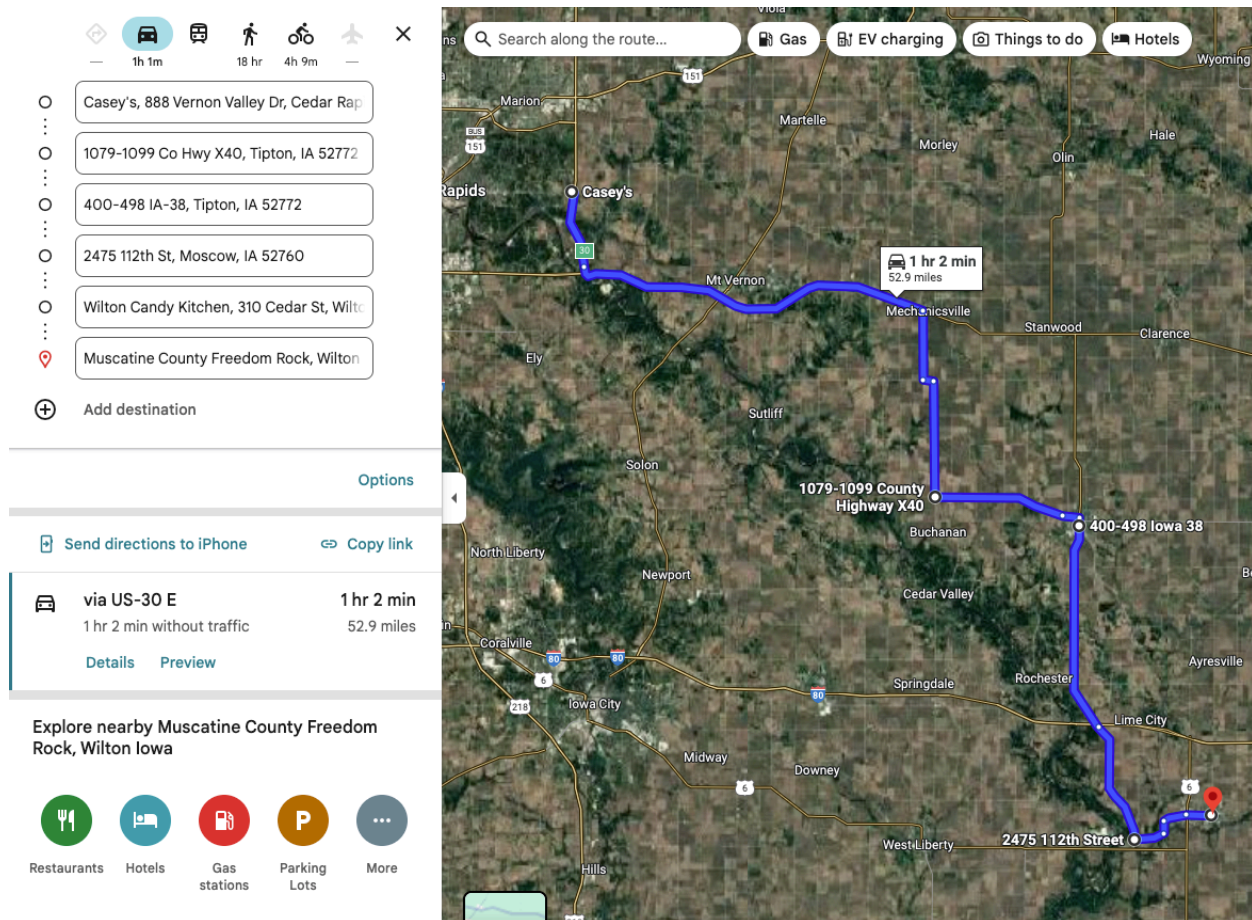 1h 1m
18 hr
4h 9m
Casey's, 888 Vernon Valley Dr, Cedar Rap
1079-1099 Co Hwy X40, Tipton, IA 52772
400-498 IA-38, Tipton, IA 52772
2475 112th St, Moscow, IA 52760
Wilton Candy Kitchen, 310 Cedar St, Wilto
Muscatine County Freedom Rock, Wilton
Add destination
Options
Send directions to iPhone
Copy link
via US-30 E
1 hr 2 min
1 hr 2 min without traffic
52.9 miles
Details
Preview
Explore nearby Muscatine County Freedom
Rock, Wilton Iowa
P
Restaurants
Hotels
Gas
stations
Parking
Lots
More
Viola
Search along the route...
Gas
EV charging
Things to do
Hotels
ns
Wyoming
151
Marion
Martelle
BUS
151
Morley
Hale
Olin
Rapids
Casey's
30
1 hr 2 min
52.9 miles
Mt Vernon
Mechanicsville
Stanwood
Clarence
Ely
Sutliff
Solon
1079-1099 County
Highway X40
400-498 Iowa 38
Buchanan
North Liberty
Newport
Cedar Valley
in
Coralville
80
80
6
Ayresville
Rochester
Springdale
80
218
Iowa City
Lime City
Midway
Downey
6
6
2475 112th Street
West Liberty
Hills